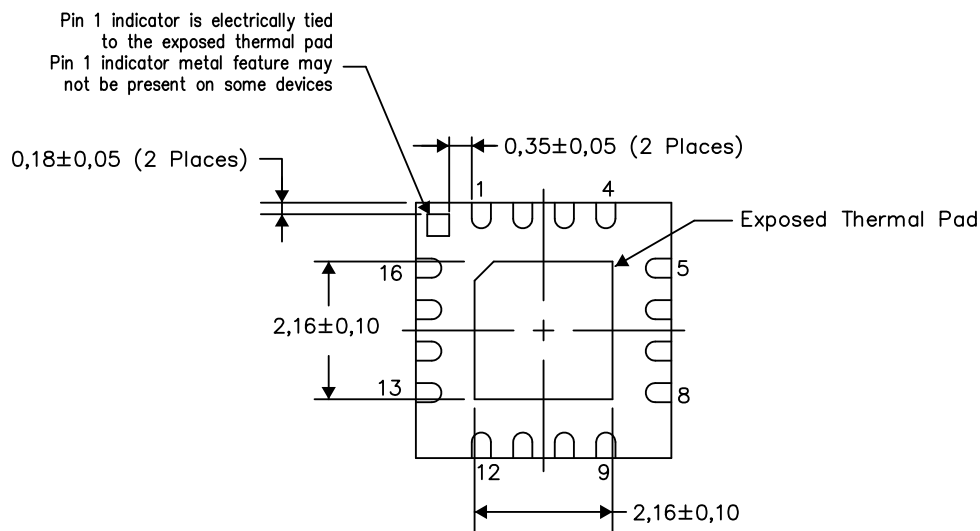 Pin 1 indicator is electrically tied
to the exposed thermal pad
Pin 1 indicator metal feature may
not be present on some devices
0,18±0,05 (2 Places)
0,35±0,05 (2 Places)
1
4
Exposed Thermal Pad
16
5
2,16±0,10
13
8
12
9
2,16±0,10